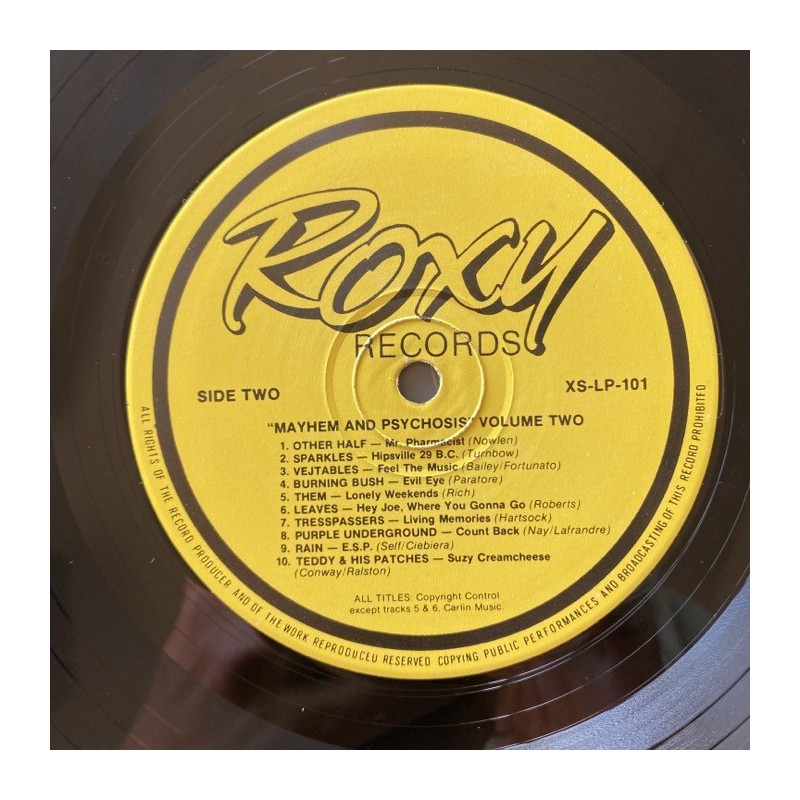 Roxy
RECORDS
SIDE TWO
XS-LP-101
"MAYHEM AND PSYCHOSIS" VOLUME TWO
1. OTHER HALF — Mr. Pharmacist (Nowlen)
2. SPARKLES — Hipsville 29 B.C. (Turnbow)
3. VEJTABLES — Feel The Music (Bailey/Fortunato)
4. BURNING BUSH — Evil Eye (Paratore)
5. THEM — Lonely Weekends (Rich)
6. LEAVES — Hey Joe, Where You Gonna Go (Roberts)
7. TRESSPASSERS — Living Memories (Hartsock)
8. PURPLE UNDERGROUND — Count Back (Nay/Lafrandre)
9. RAIN — E.S.P. (Self/Ciebiera)
10. TEDDY & HIS PATCHES — Suzy Creamcheese
(Conway/Ralston)
ALL TITLES: Copyright Control
except tracks 5 & 6, Carlin Music.
ALL RIGHTS OF THE RECORD PRODUCER AND OF THE WORK REPRODUCED RESERVED COPYING PUBLIC PERFORMANCES AND BROADCASTING OF THIS RECORD PROHIBITED